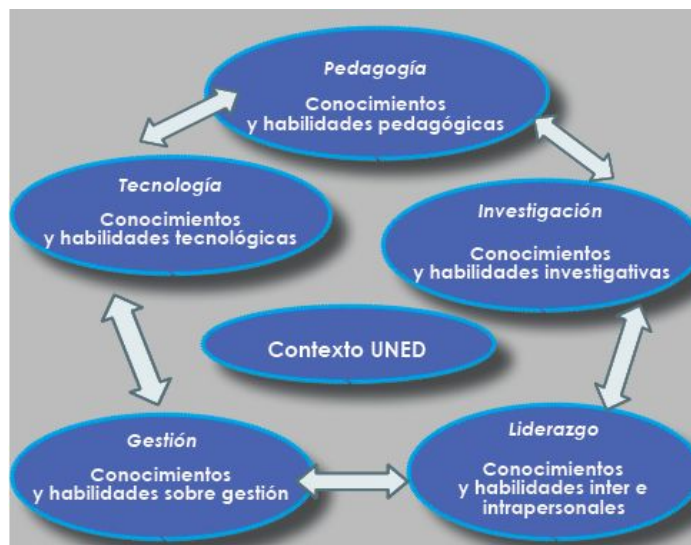 Pedagogía
Conocimientos
y habilidades pedagógicas
Tecnología
Conocimientos
y habilidades tecnológicas
Investigación
Conocimientos
y habilidades investigativas
Contexto UNED
Gestión
Conocimientos
y habilidades sobre gestión
Liderazgo
Conocimientos
y habilidades inter e
intrapersonales